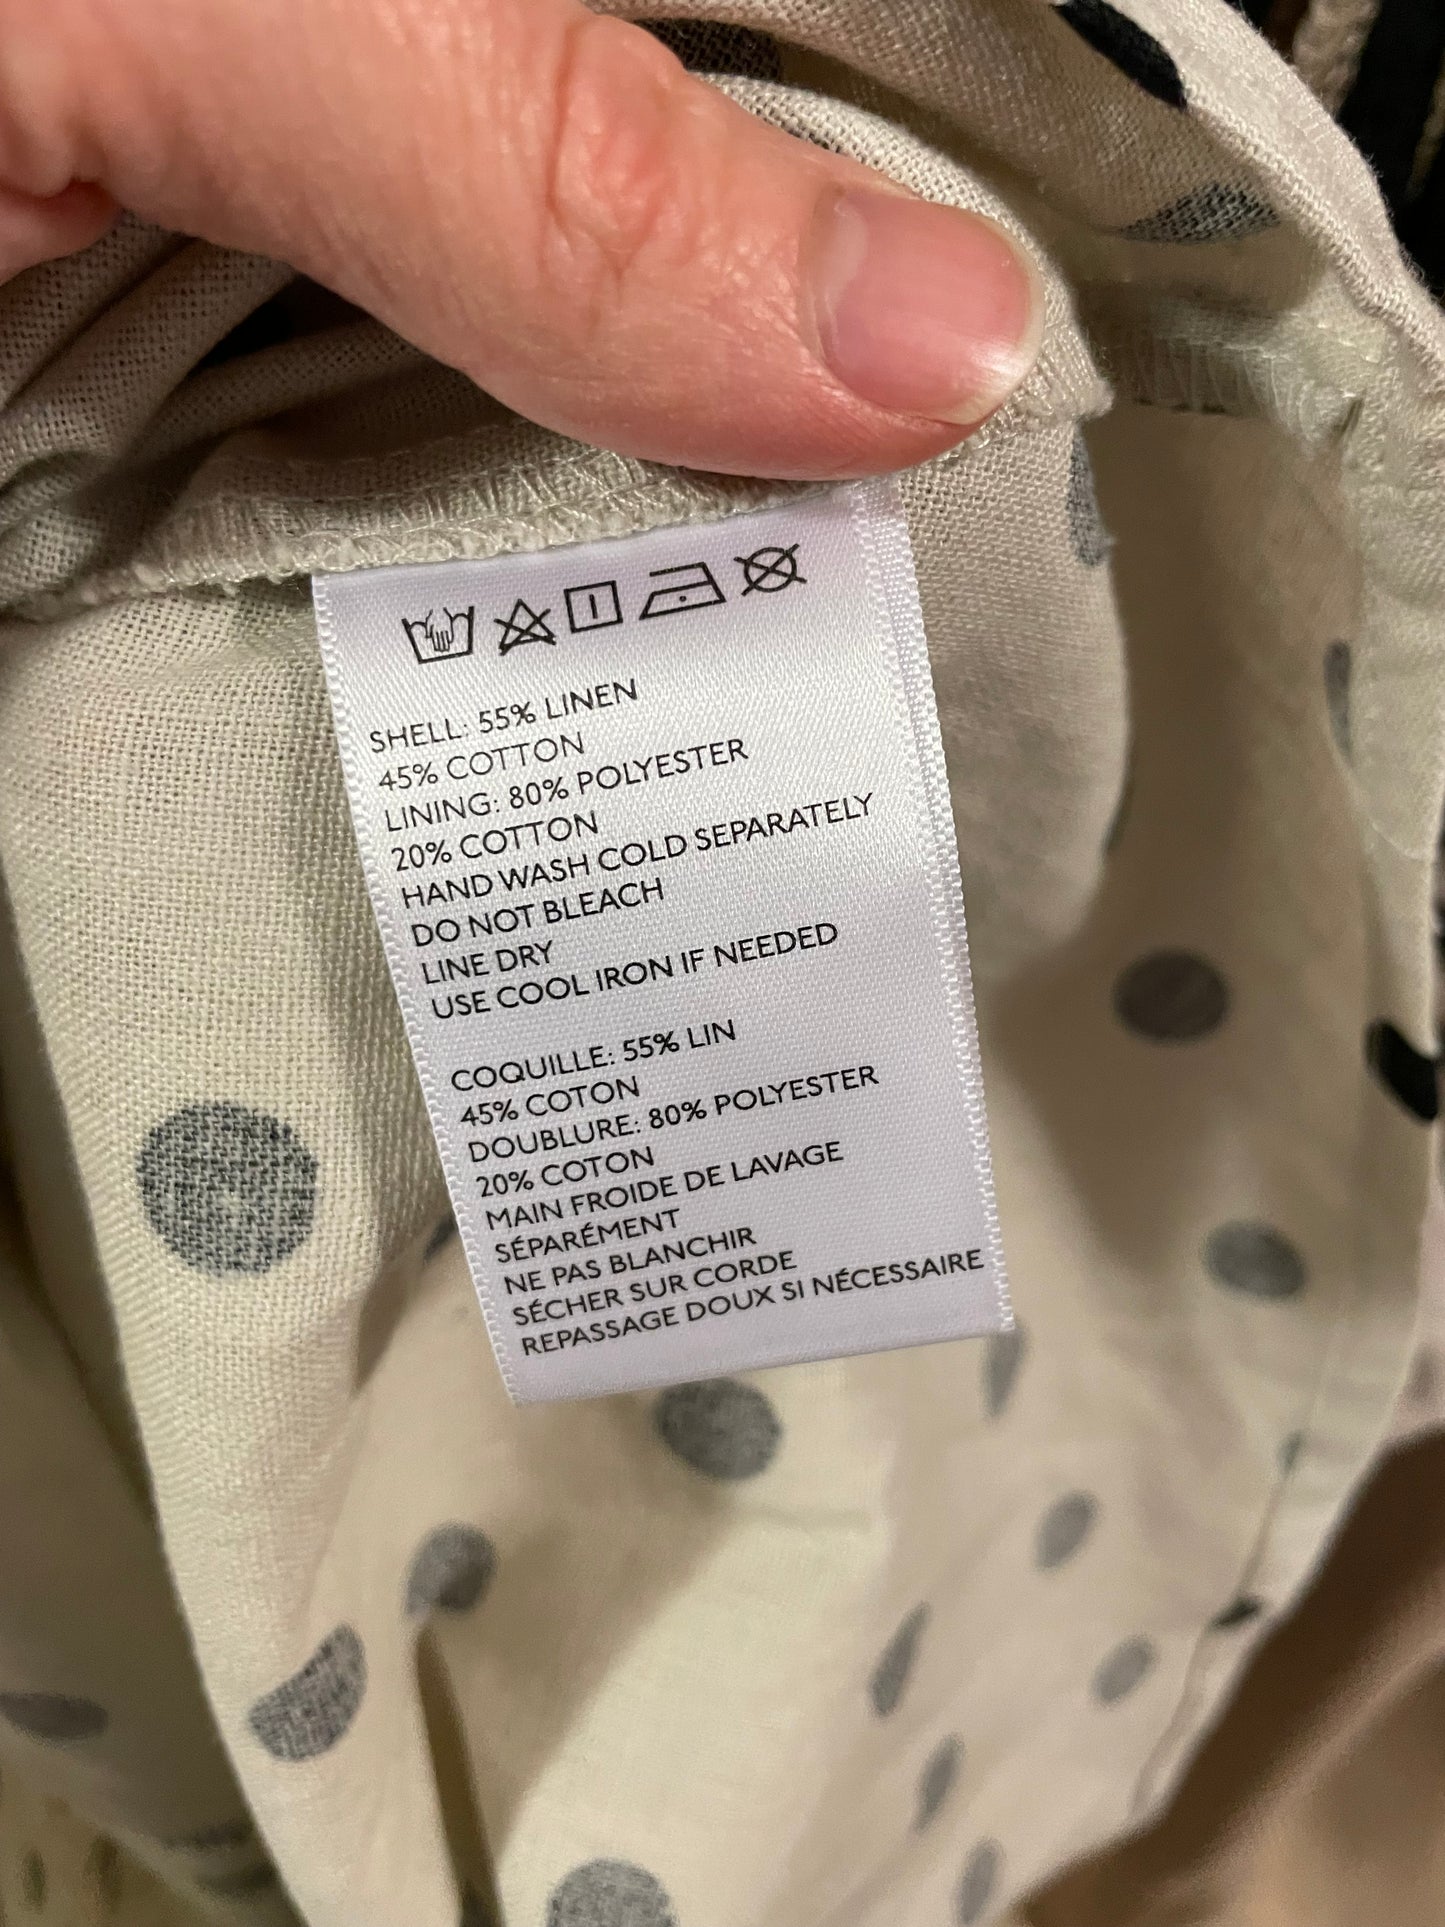 SHELL: 55% LINEN
45% COTTON
LINING: 80% POLYESTER
20% COTTON
HAND WASH COLD SEPARATELY
DO NOT BLEACH
LINE DRY
USE COOL IRON IF NEEDED
COQUILLE: 55% LIN
45% COTON
DOUBLURE: 80% POLYESTER
20% COTON
MAIN FROIDE DE LAVAGE
SÉPARÉMENT
NE PAS BLANCHIR
SÉCHER SUR CORDE
REPASSAGE DOUX SI NÉCESSAIRE